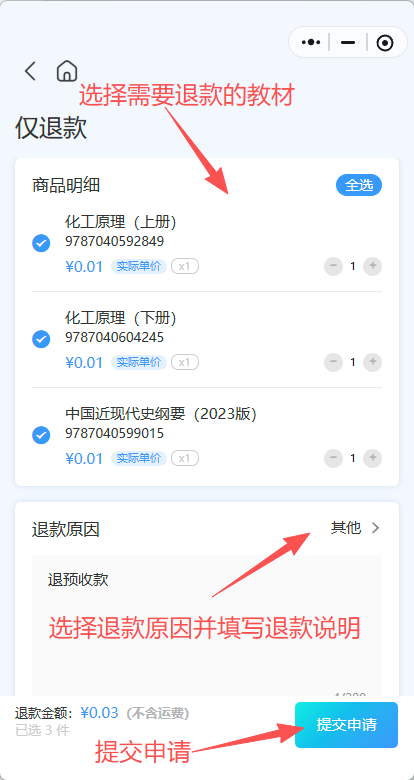 选择需要退款的教材
仅退款
商品明细 全选
化工原理（上册）
9787040592849
¥0.01 实际单价 x1 − 1 +
化工原理（下册）
9787040604245
¥0.01 实际单价 x1 − 1 +
中国近现代史纲要（2023版）
9787040599015
¥0.01 实际单价 x1 − 1 +
退款原因 其他
退预收款
选择退款原因并填写退款说明
退款金额: ¥0.03 (不含运费)
已选 3 件
提交申请
提交申请